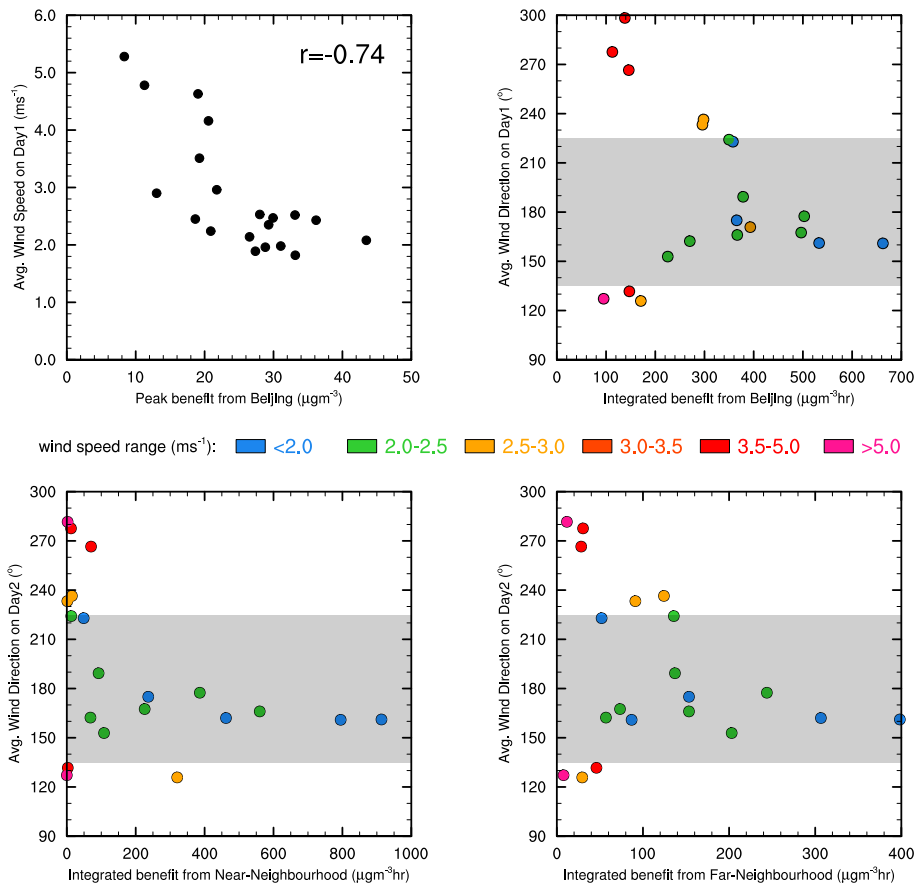 6.0
5.0
4.0
3.0
2.0
1.0
0.0
Avg. Wind Speed on Day1 (ms⁻¹)
r=-0.74
0 10 20 30 40 50
Peak benefit from Beijing (μgm⁻³)
300
270
240
210
180
150
120
90
Avg. Wind Direction on Day1 (°)
0 100 200 300 400 500 600 700
Integrated benefit from Beijing (μgm⁻³hr)
wind speed range (ms⁻¹): <2.0 2.0-2.5 2.5-3.0 3.0-3.5 3.5-5.0 >5.0
300
270
240
210
180
150
120
90
Avg. Wind Direction on Day2 (°)
0 200 400 600 800 1000
Integrated benefit from Near-Neighbourhood (μgm⁻³hr)
300
270
240
210
180
150
120
90
Avg. Wind Direction on Day2 (°)
0 100 200 300 400
Integrated benefit from Far-Neighbourhood (μgm⁻³hr)